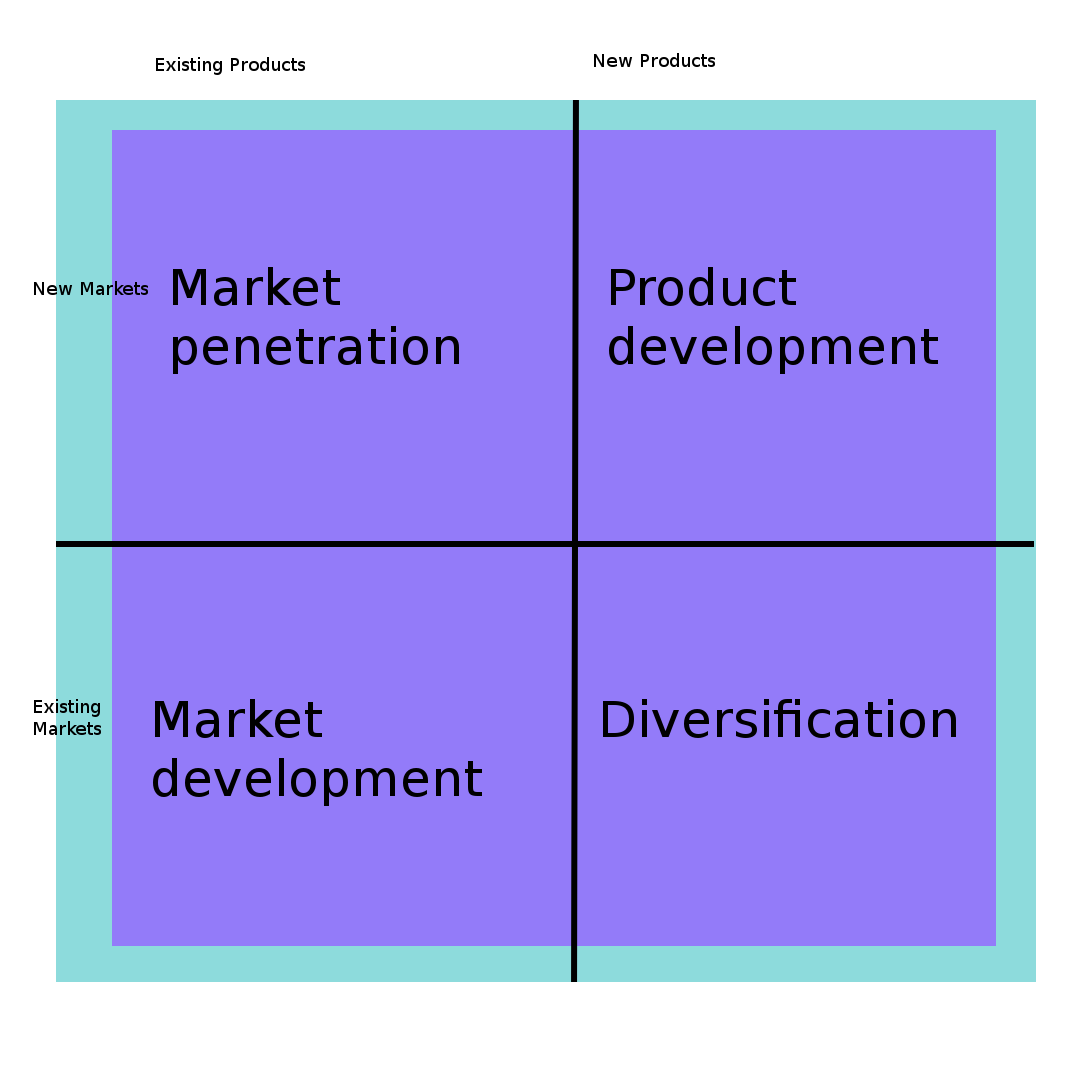 Existing Products
New Products
New Markets
Market
penetration
Product
development
Existing
Markets
Market
development
Diversification